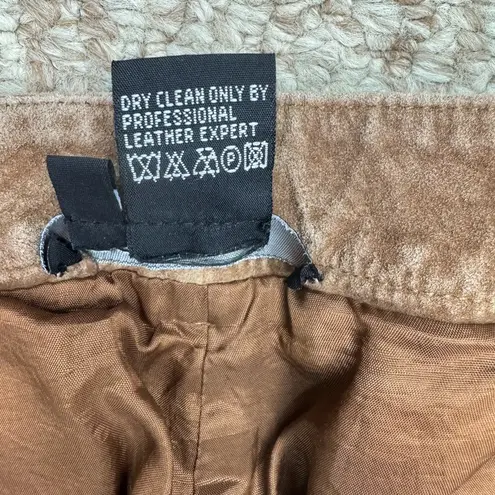 DRY CLEAN ONLY BY
PROFESSIONAL
LEATHER EXPERT
P